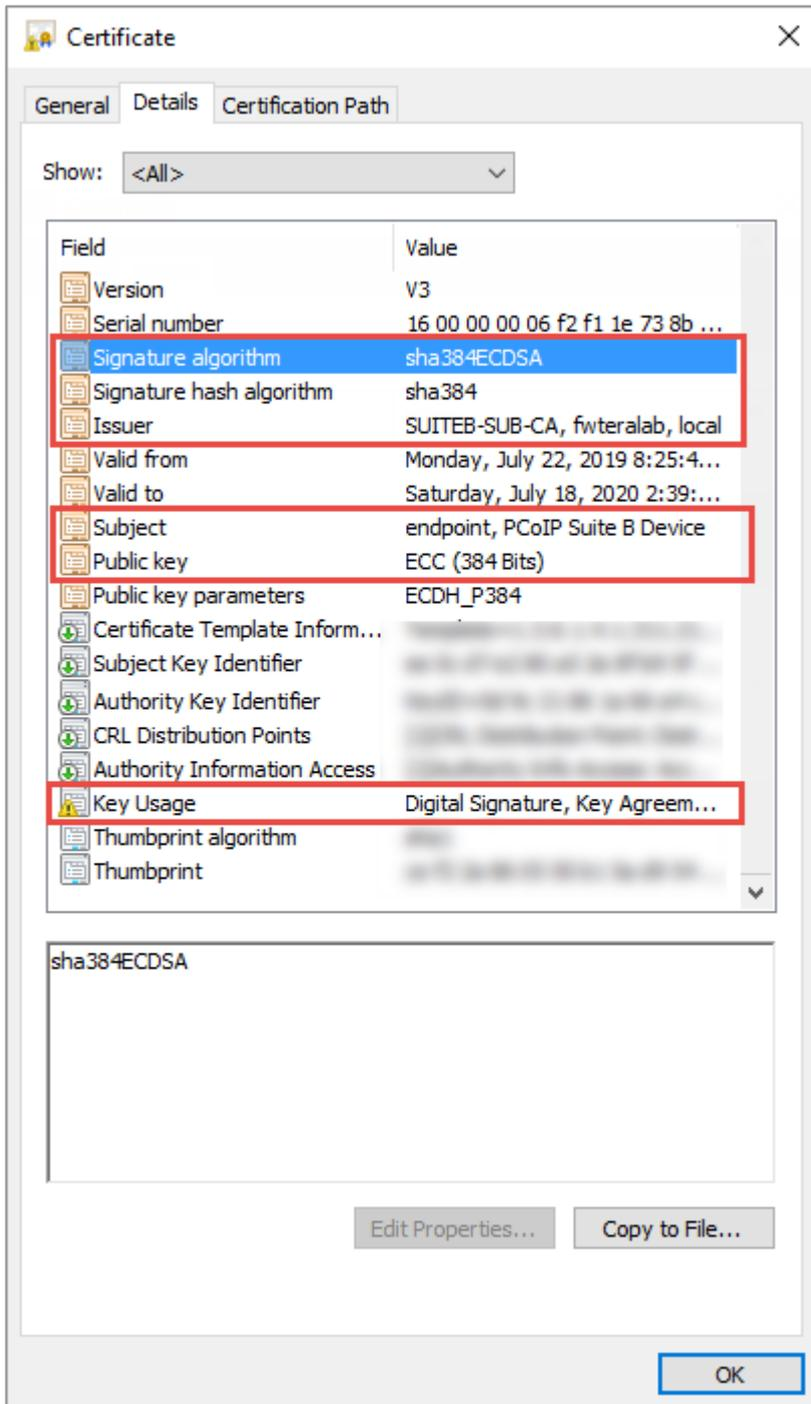 Certificate
General Details Certification Path
Show: <All>
Field Value
Version V3
Serial number 16 00 00 00 06 f2 f1 1e 73 8b ...
Signature algorithm sha384ECDSA
Signature hash algorithm sha384
Issuer SUITEB-SUB-CA, fwteralab, local
Valid from Monday, July 22, 2019 8:25:4...
Valid to Saturday, July 18, 2020 2:39:...
Subject endpoint, PCoIP Suite B Device
Public key ECC (384 Bits)
Public key parameters ECDH_P384
Certificate Template Inform...
Subject Key Identifier
Authority Key Identifier
CRL Distribution Points
Authority Information Access
Key Usage Digital Signature, Key Agreem...
Thumbprint algorithm
Thumbprint
sha384ECDSA
Edit Properties... Copy to File...
OK